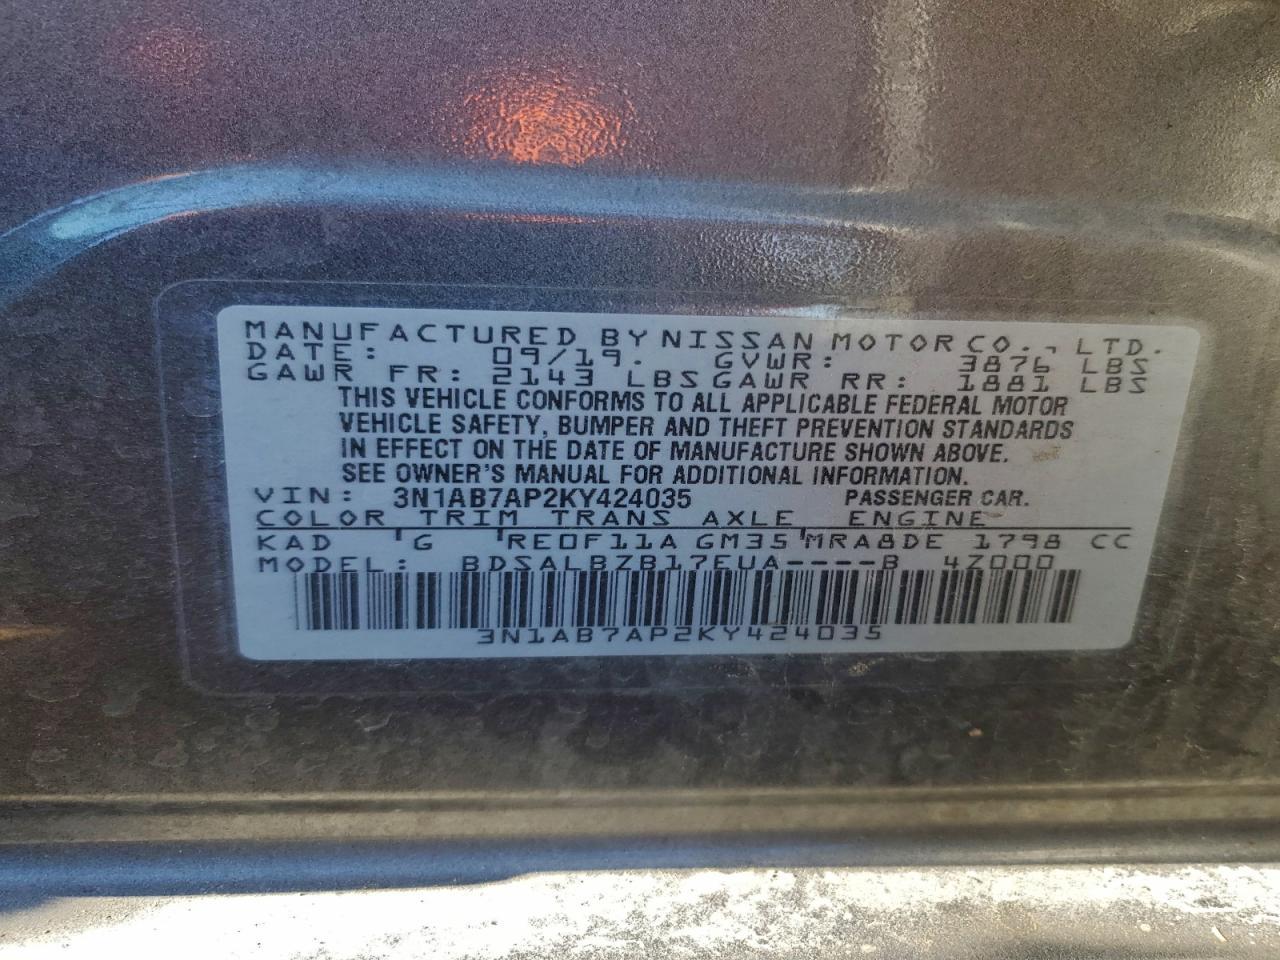 MANUFACTURED BY NISSAN MOTOR CO., LTD.
DATE: 09/19. GVWR: 3876 LBS
GAWR FR: 2143 LBS GAWR RR: 1881 LBS
THIS VEHICLE CONFORMS TO ALL APPLICABLE FEDERAL MOTOR
VEHICLE SAFETY, BUMPER AND THEFT PREVENTION STANDARDS
IN EFFECT ON THE DATE OF MANUFACTURE SHOWN ABOVE.
SEE OWNER'S MANUAL FOR ADDITIONAL INFORMATION.
VIN: 3N1AB7AP2KY424035 PASSENGER CAR.
COLOR TRIM TRANS AXLE ENGINE
KAD 'G 'RE0F11A GM35'MRA8DE 1798 CC
MODEL: BDSALBZB17EUA----B 4Z000
3N1AB7AP2KY424035